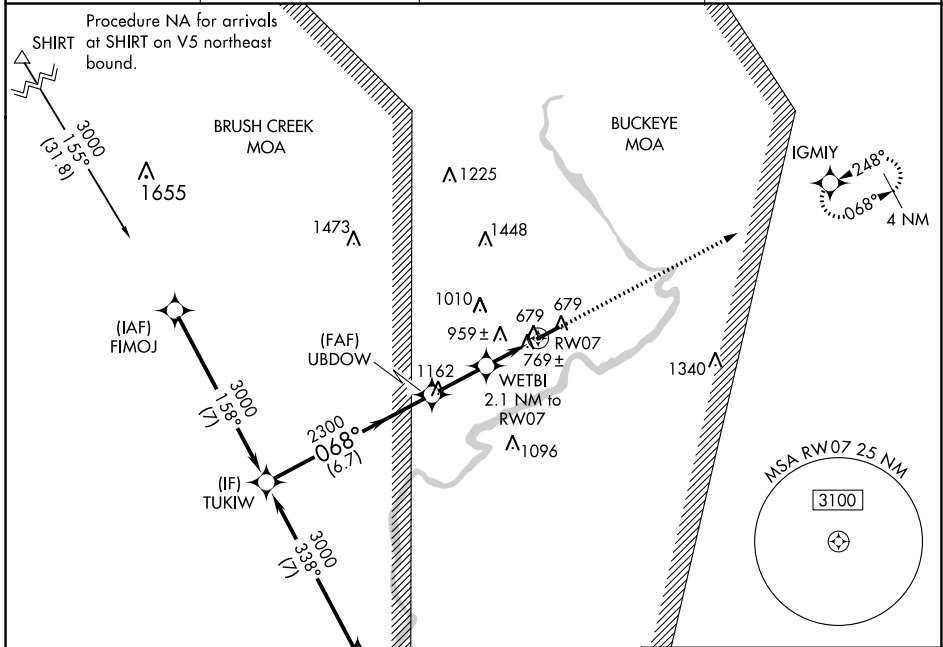 Procedure NA for arrivals
at SHIRT on V5 northeast
bound.
SHIRT
3000
155°
(31.8)
1655
BRUSH CREEK
MOA
BUCKEYE
MOA
1225
1473
1448
IGMIY
248°
068°
4 NM
(IAF)
FIMOJ
1010
679
679
959±
RW07
769±
(FAF)
UBDOW
1162
WETBI
2.1 NM to
RW07
1340
3000
158°
(7)
2300
068°
(6.7)
1096
(IF)
TUKIW
3000
338°
(7)
MSA RW07 25 NM
3100